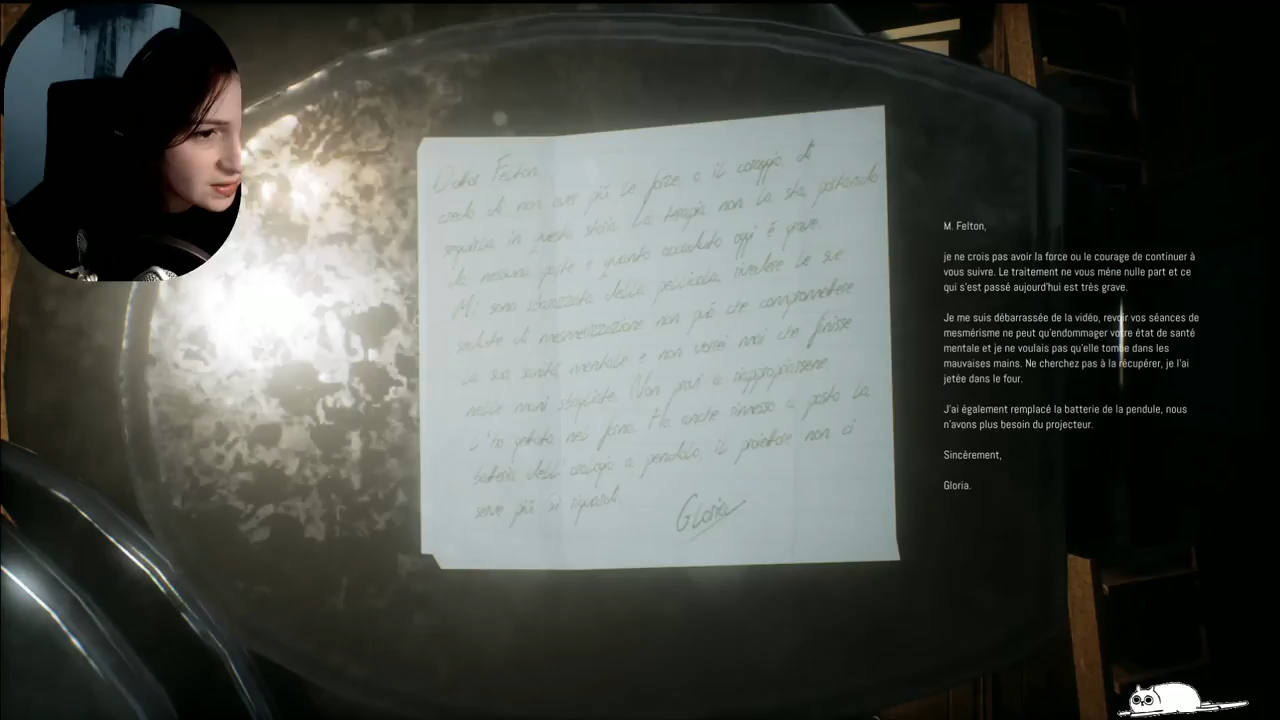 Dottor Felton,
credo di non aver più le forze o il coraggio di
seguirla in questa storia. La terapia non la sta portando
da nessuna parte e quanto accaduto oggi è grave.
Mi sono sbarazzata della pellicola, rivedere le sue
sedute di mesmerizzazione non può che compromettere
la sua sanità mentale e non vorrei mai che finisse
nelle mani sbagliate. Non provi a riappropriarsene
l'ho gettata nel forno. Ho anche rimesso a posto la
batteria dell'orologio a pendolo, il proiettore non ci
serve più si riguardi.
Gloria
M. Felton,
je ne crois pas avoir la force ou le courage de continuer à
vous suivre. Le traitement ne vous mène nulle part et ce
qui s'est passé aujourd'hui est très grave.
Je me suis débarrassée de la vidéo, revoir vos séances de
mesmérisme ne peut qu'endommager votre état de santé
mentale et je ne voulais pas qu'elle tombe dans les
mauvaises mains. Ne cherchez pas à la récupérer, je l'ai
jetée dans le four.
J'ai également remplacé la batterie de la pendule, nous
n'avons plus besoin du projecteur.
Sincèrement,
Gloria.